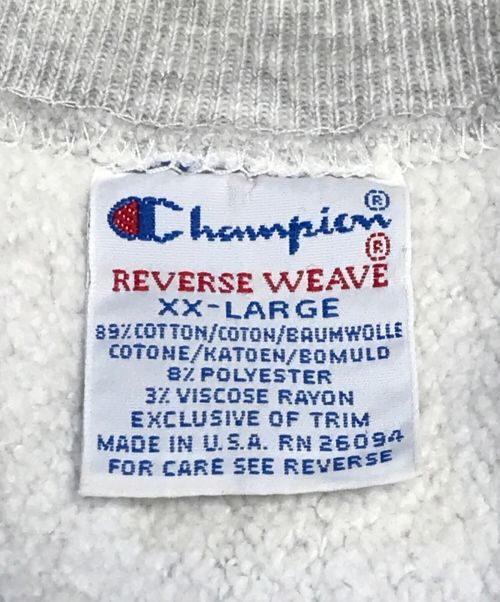 Champion®
REVERSE WEAVE®
XX-LARGE
89% COTTON/COTON/BAUMWOLLE
COTONE/KATOEN/BOMULD
8% POLYESTER
3% VISCOSE RAYON
EXCLUSIVE OF TRIM
MADE IN U.S.A. RN 26094
FOR CARE SEE REVERSE